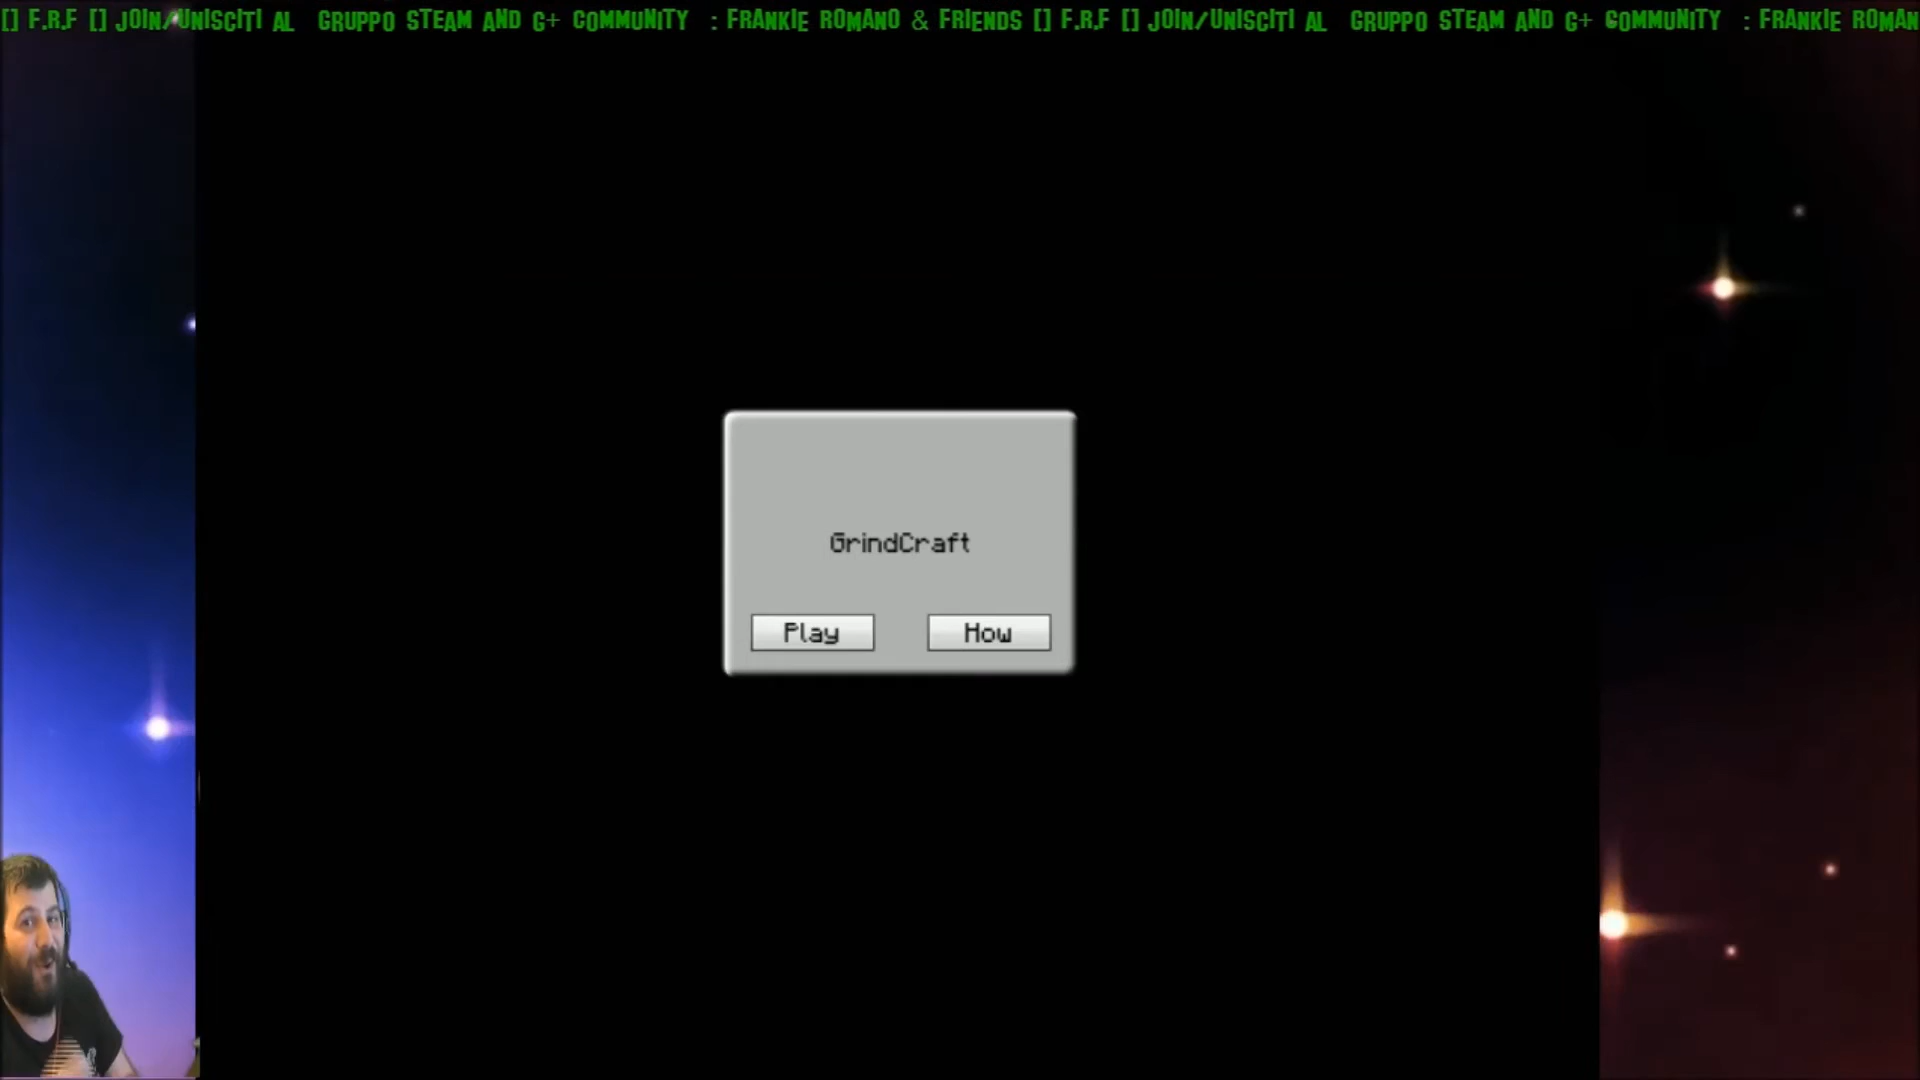 [] F.R.F [] JOIN/UNISCITI AL GRUPPO STEAM AND G+ COMMUNITY : FRANKIE ROMANO & FRIENDS [] F.R.F [] JOIN/UNISCITI AL GRUPPO STEAM AND G+ COMMUNITY : FRANKIE ROMAN
GrindCraft
Play How